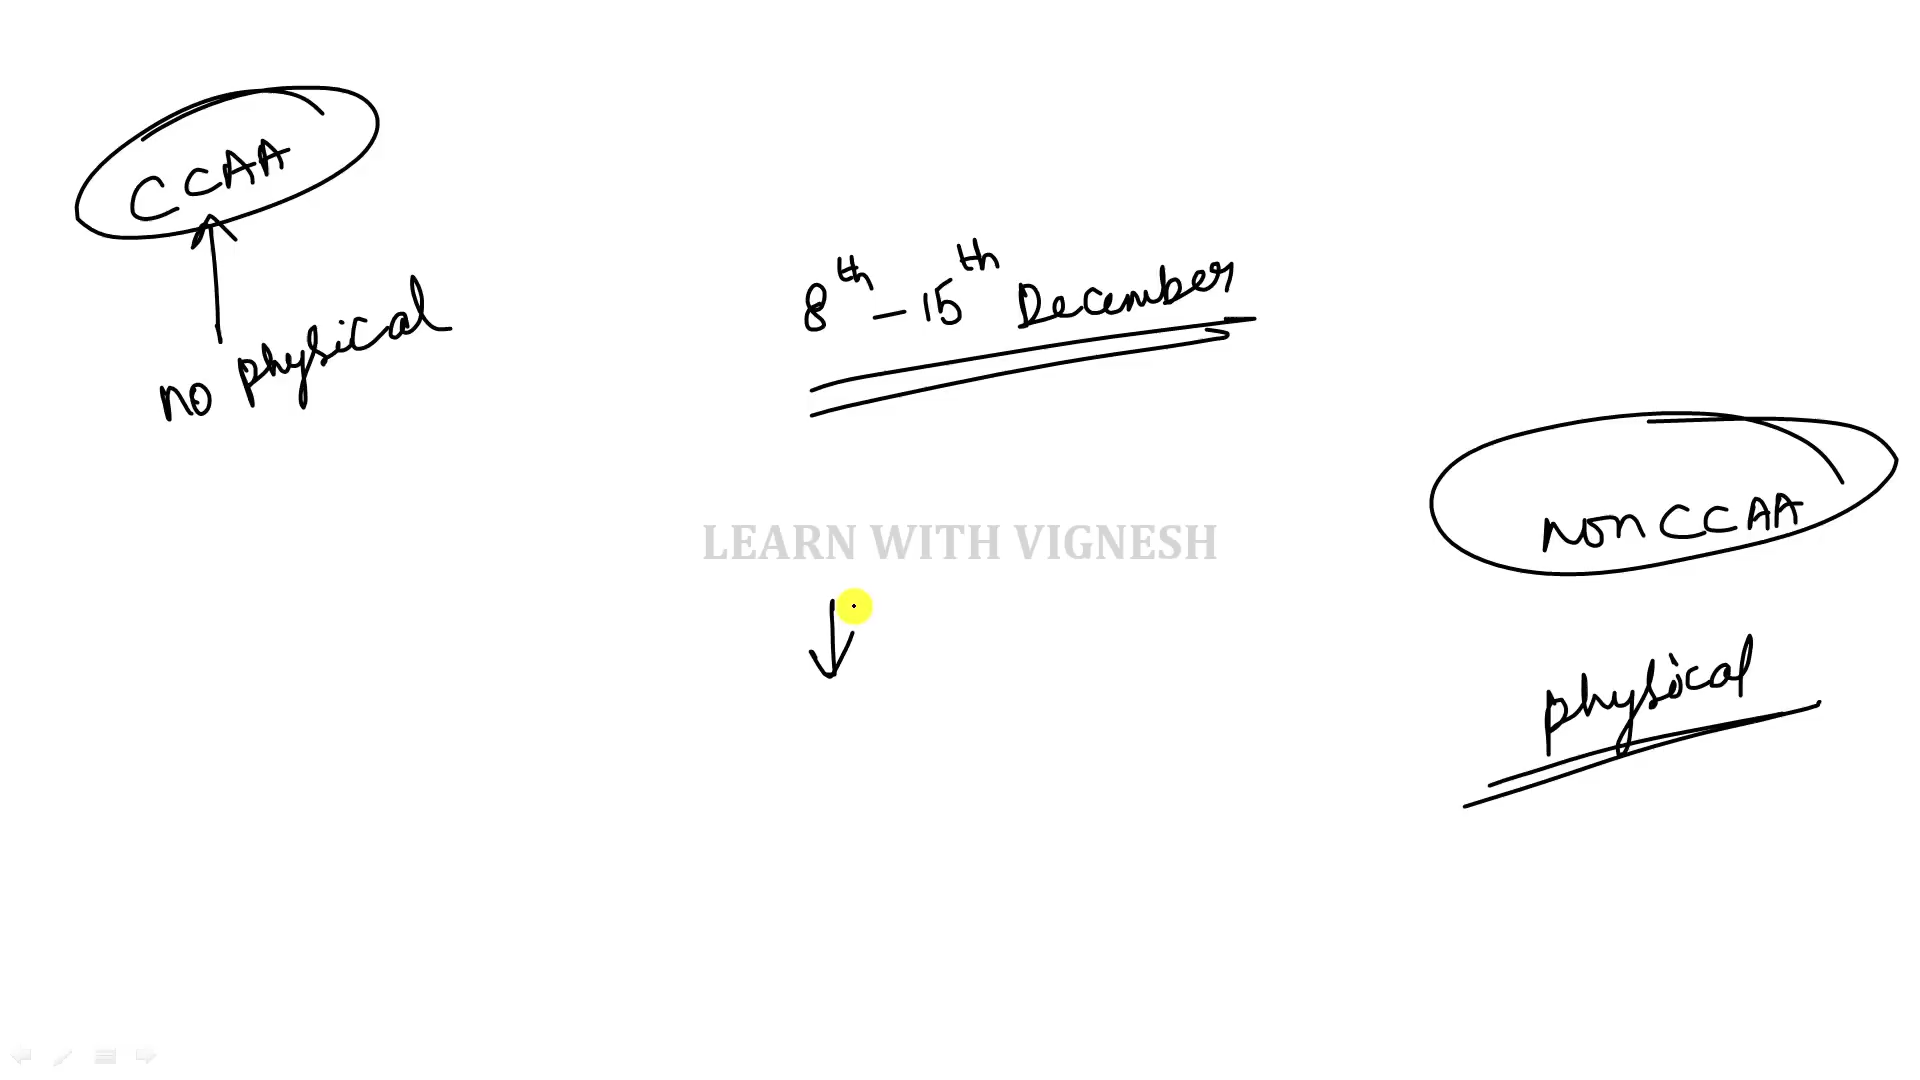 CCAA
no physical
8th - 15th December
NON CCAA
LEARN WITH VIGNESH
physical